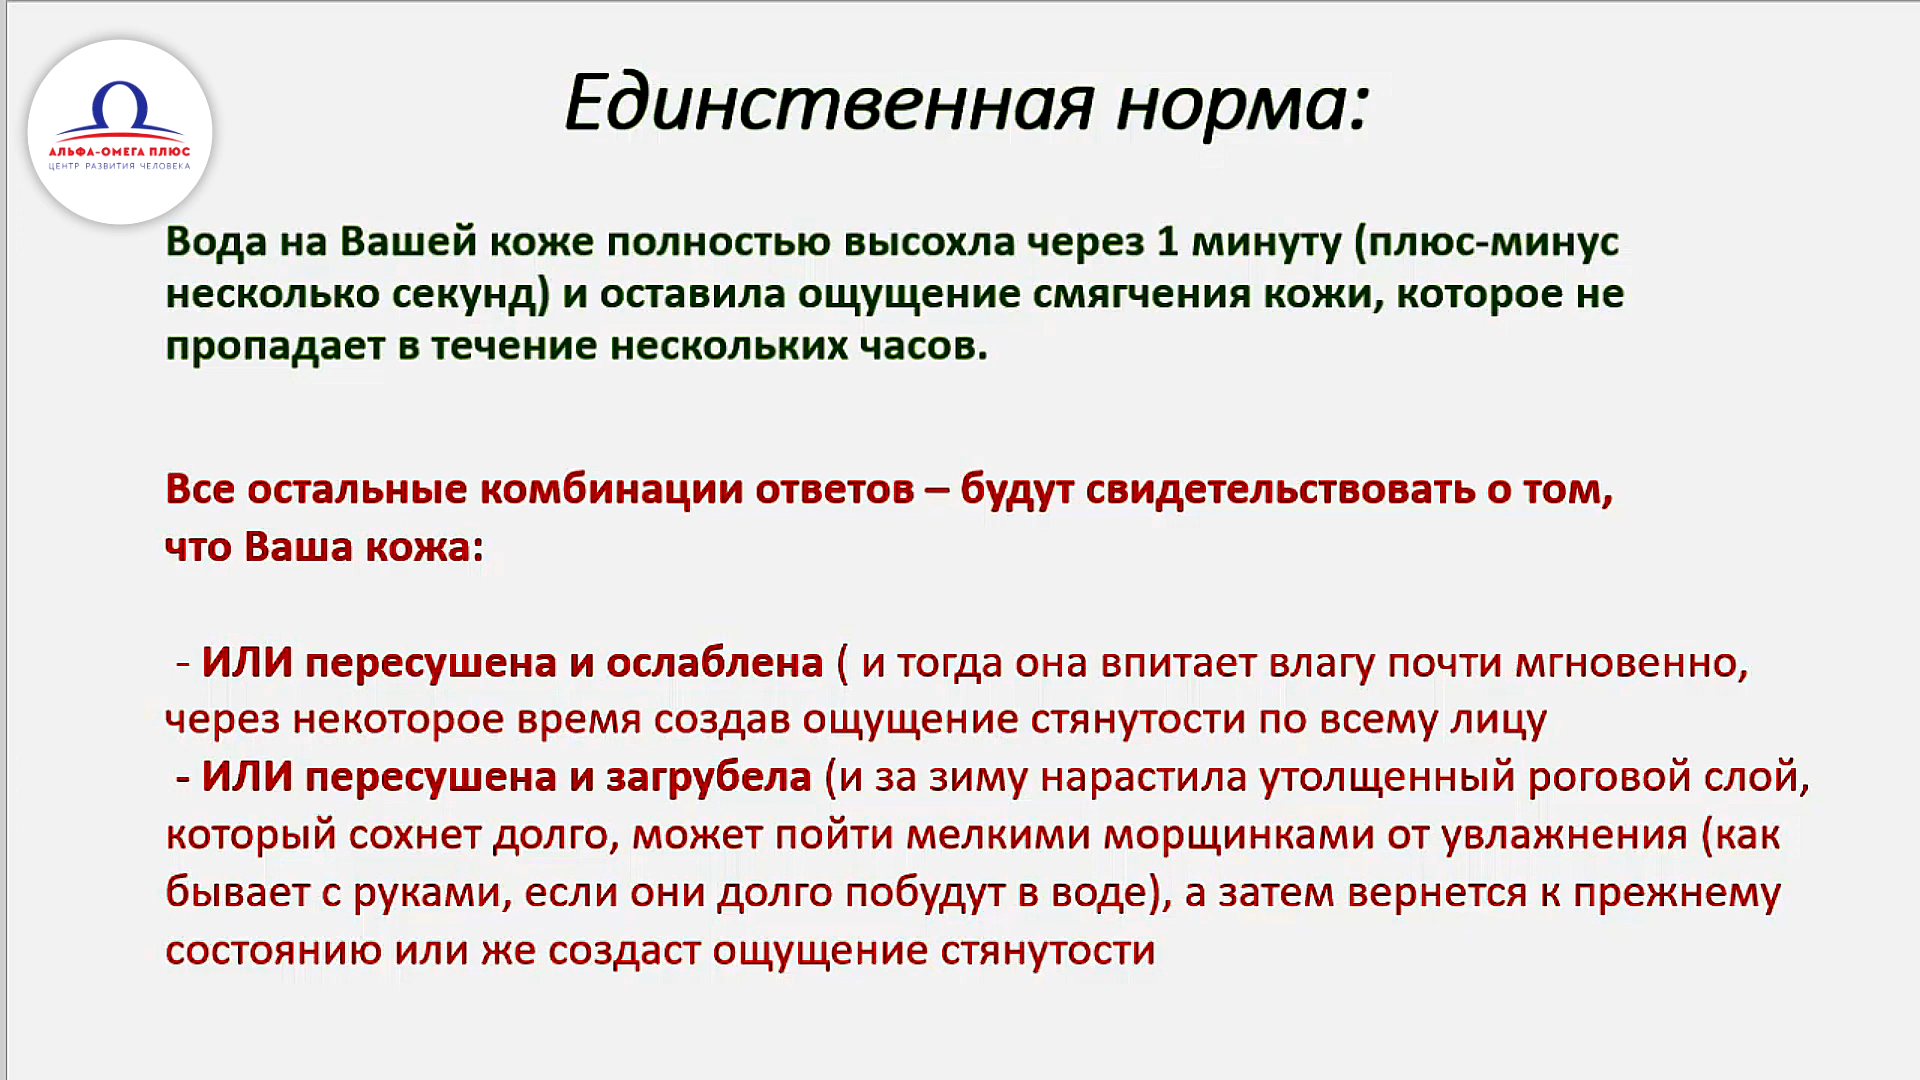 АЛЬФА-ОМЕГА ПЛЮС
ЦЕНТР РАЗВИТИЯ ЧЕЛОВЕКА
Единственная норма:
Вода на Вашей коже полностью высохла через 1 минуту (плюс-минус
несколько секунд) и оставила ощущение смягчения кожи, которое не
пропадает в течение нескольких часов.
Все остальные комбинации ответов – будут свидетельствовать о том,
что Ваша кожа:
- ИЛИ пересушена и ослаблена ( и тогда она впитает влагу почти мгновенно,
через некоторое время создав ощущение стянутости по всему лицу
- ИЛИ пересушена и загрубела (и за зиму нарастила утолщенный роговой слой,
который сохнет долго, может пойти мелкими морщинками от увлажнения (как
бывает с руками, если они долго побудут в воде), а затем вернется к прежнему
состоянию или же создаст ощущение стянутости